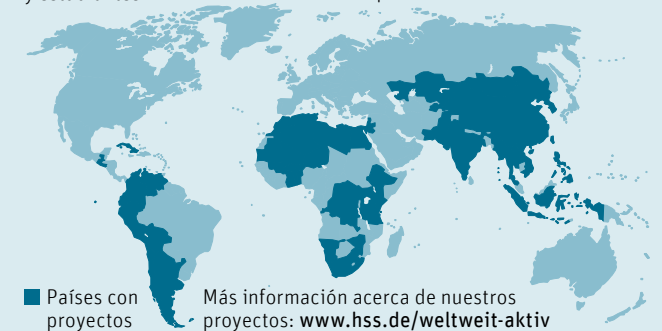 Países con
proyectos
Más información acerca de nuestros
proyectos: www.hss.de/weltweit-aktiv